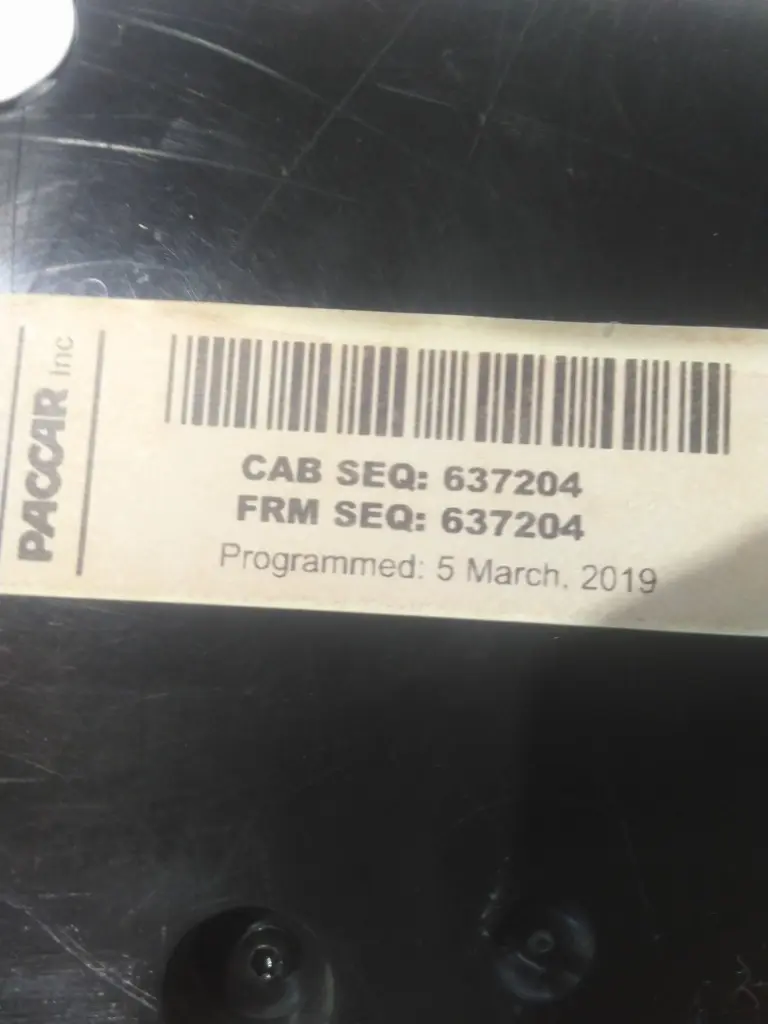 PACCAR Inc
CAB SEQ: 637204
FRM SEQ: 637204
Programmed: 5 March, 2019